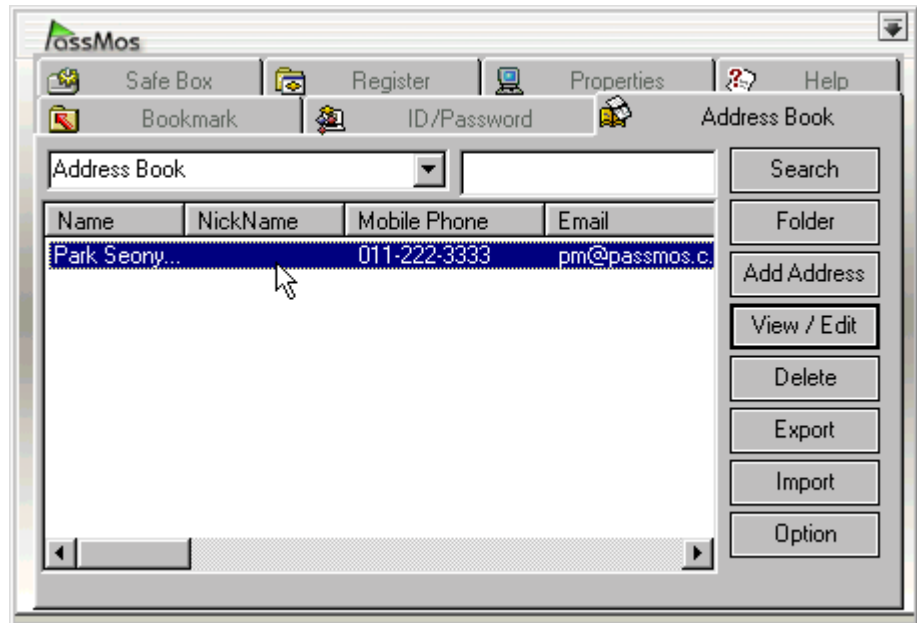 PassMos
Safe Box Register Properties Help
Bookmark ID/Password Address Book
Address Book Search
Name NickName Mobile Phone Email Folder
Park Seony... 011-222-3333 pm@passmos.c.
Add Address
View / Edit
Delete
Export
Import
Option